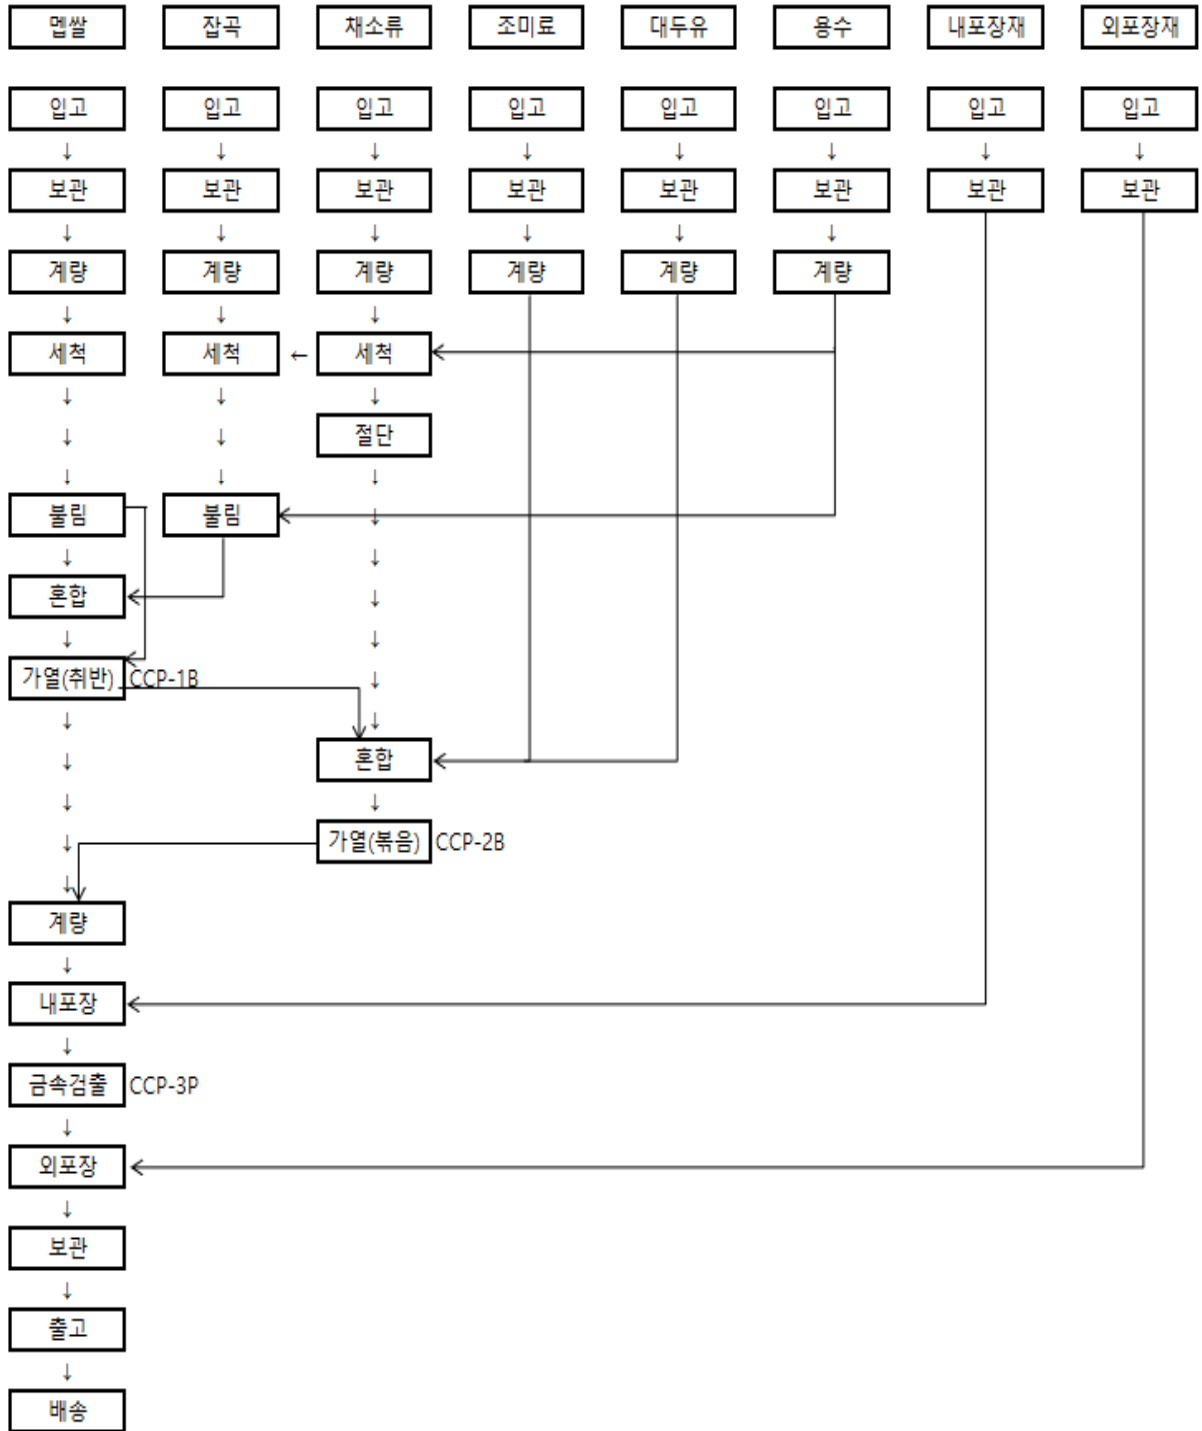 멥쌀 잡곡 채소류 조미료 대두유 용수 내포장재 외포장재
입고 입고 입고 입고 입고 입고 입고 입고
↓ ↓ ↓ ↓ ↓ ↓ ↓ ↓
보관 보관 보관 보관 보관 보관 보관 보관
↓ ↓ ↓ ↓ ↓ ↓
계량 계량 계량 계량 계량 계량
↓ ↓ ↓
세척 세척 ← 세척
↓ ↓ ↓
↓ ↓ 절단
↓ ↓ ↓
불림 불림 ↓
↓ ↓
혼합 ↓
↓ ↓
가열(취반) CCP-1B ↓
↓ ↓
↓ 혼합
↓ ↓
↓ 가열(볶음) CCP-2B
↓
계량
↓
내포장
↓
금속검출 CCP-3P
↓
외포장
↓
보관
↓
출고
↓
배송